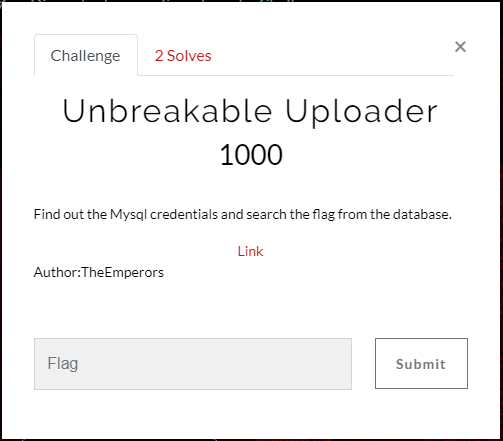 Challenge
2 Solves
×
Unbreakable Uploader
1000
Find out the Mysql credentials and search the flag from the database.
Link
Author:TheEmperors
Flag
Submit